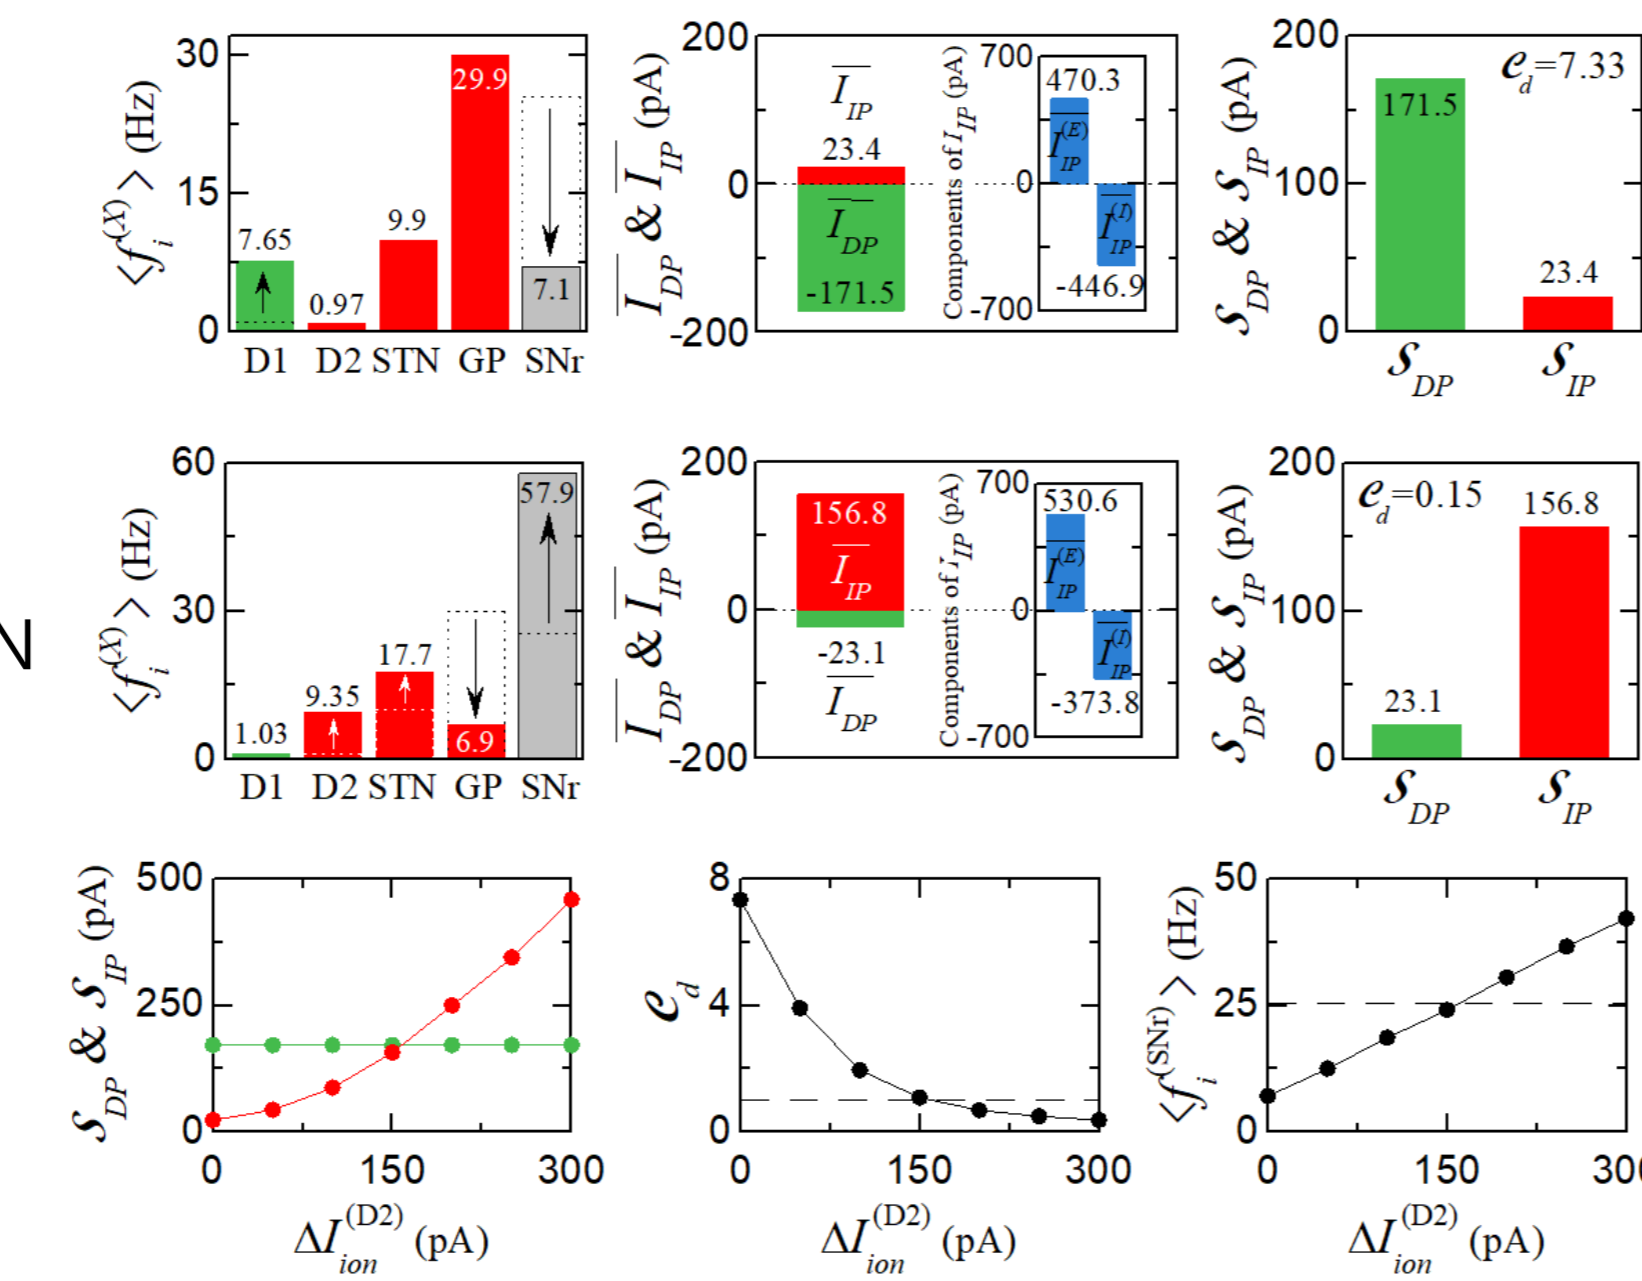 <f_i^(X)> (Hz)
30
15
0
7.65
0.97
9.9
29.9
7.1
D1 D2 STN GP SNr
I_DP & I_IP (pA)
200
0
-200
I_IP
23.4
I_DP
-171.5
Components of I_IP (pA)
700
0
-700
470.3
I_IP^(E)
I_IP^(I)
-446.9
S_DP & S_IP (pA)
200
100
0
171.5
C_d=7.33
23.4
S_DP S_IP
N
<f_i^(X)> (Hz)
60
30
0
1.03
9.35
17.7
6.9
57.9
D1 D2 STN GP SNr
I_DP & I_IP (pA)
200
0
-200
156.8
I_IP
-23.1
I_DP
Components of I_IP (pA)
700
0
-700
530.6
I_IP^(E)
I_IP^(I)
-373.8
S_DP & S_IP (pA)
200
100
0
C_d=0.15
156.8
23.1
S_DP S_IP
S_DP & S_IP (pA)
500
250
0
0 150 300
ΔI_ion^(D2) (pA)
C_d
8
4
0
0 150 300
ΔI_ion^(D2) (pA)
<f_i^(SNr)> (Hz)
50
25
0
0 150 300
ΔI_ion^(D2) (pA)